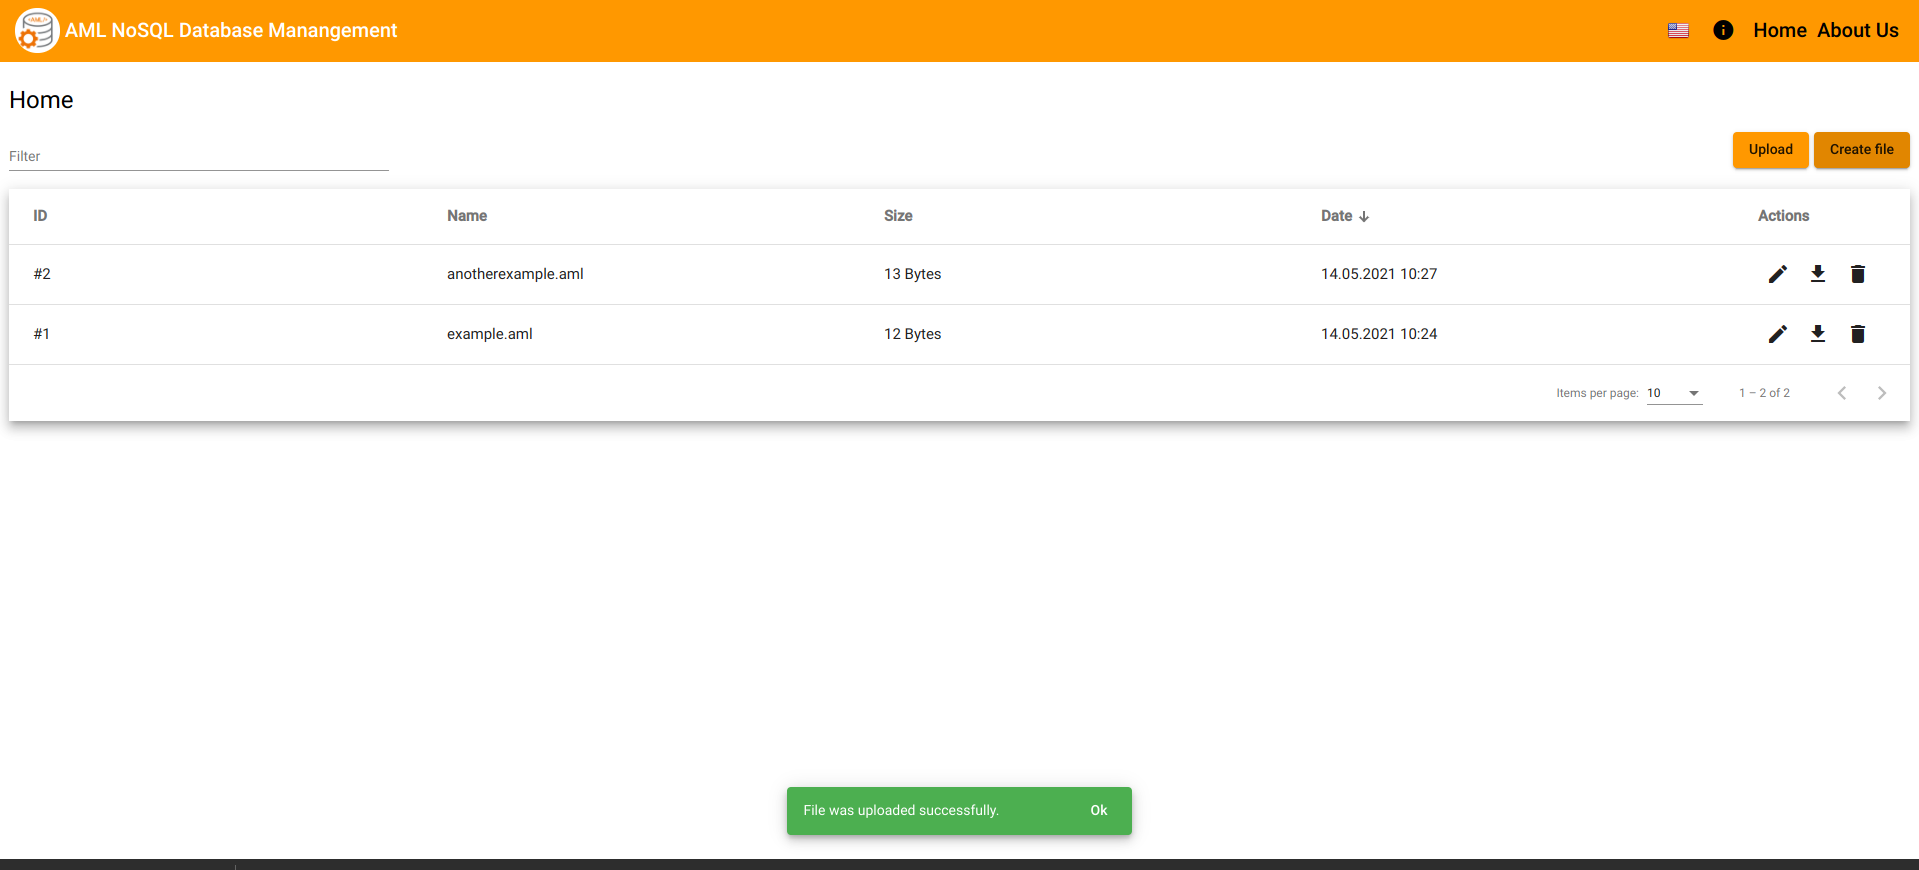 <AML/>
AML NoSQL Database Manangement
Home About Us
Home
Filter
Upload Create file
ID Name Size Date Actions
#2 anotherexample.aml 13 Bytes 14.05.2021 10:27
#1 example.aml 12 Bytes 14.05.2021 10:24
Items per page: 10 1 – 2 of 2
File was uploaded successfully. Ok